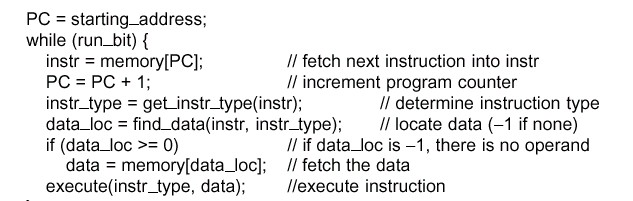 PC = starting_address;
while (run_bit) {
instr = memory[PC]; // fetch next instruction into instr
PC = PC + 1; // increment program counter
instr_type = get_instr_type(instr); // determine instruction type
data_loc = find_data(instr, instr_type); // locate data (−1 if none)
if (data_loc >= 0) // if data_loc is −1, there is no operand
data = memory[data_loc]; // fetch the data
execute(instr_type, data); //execute instruction